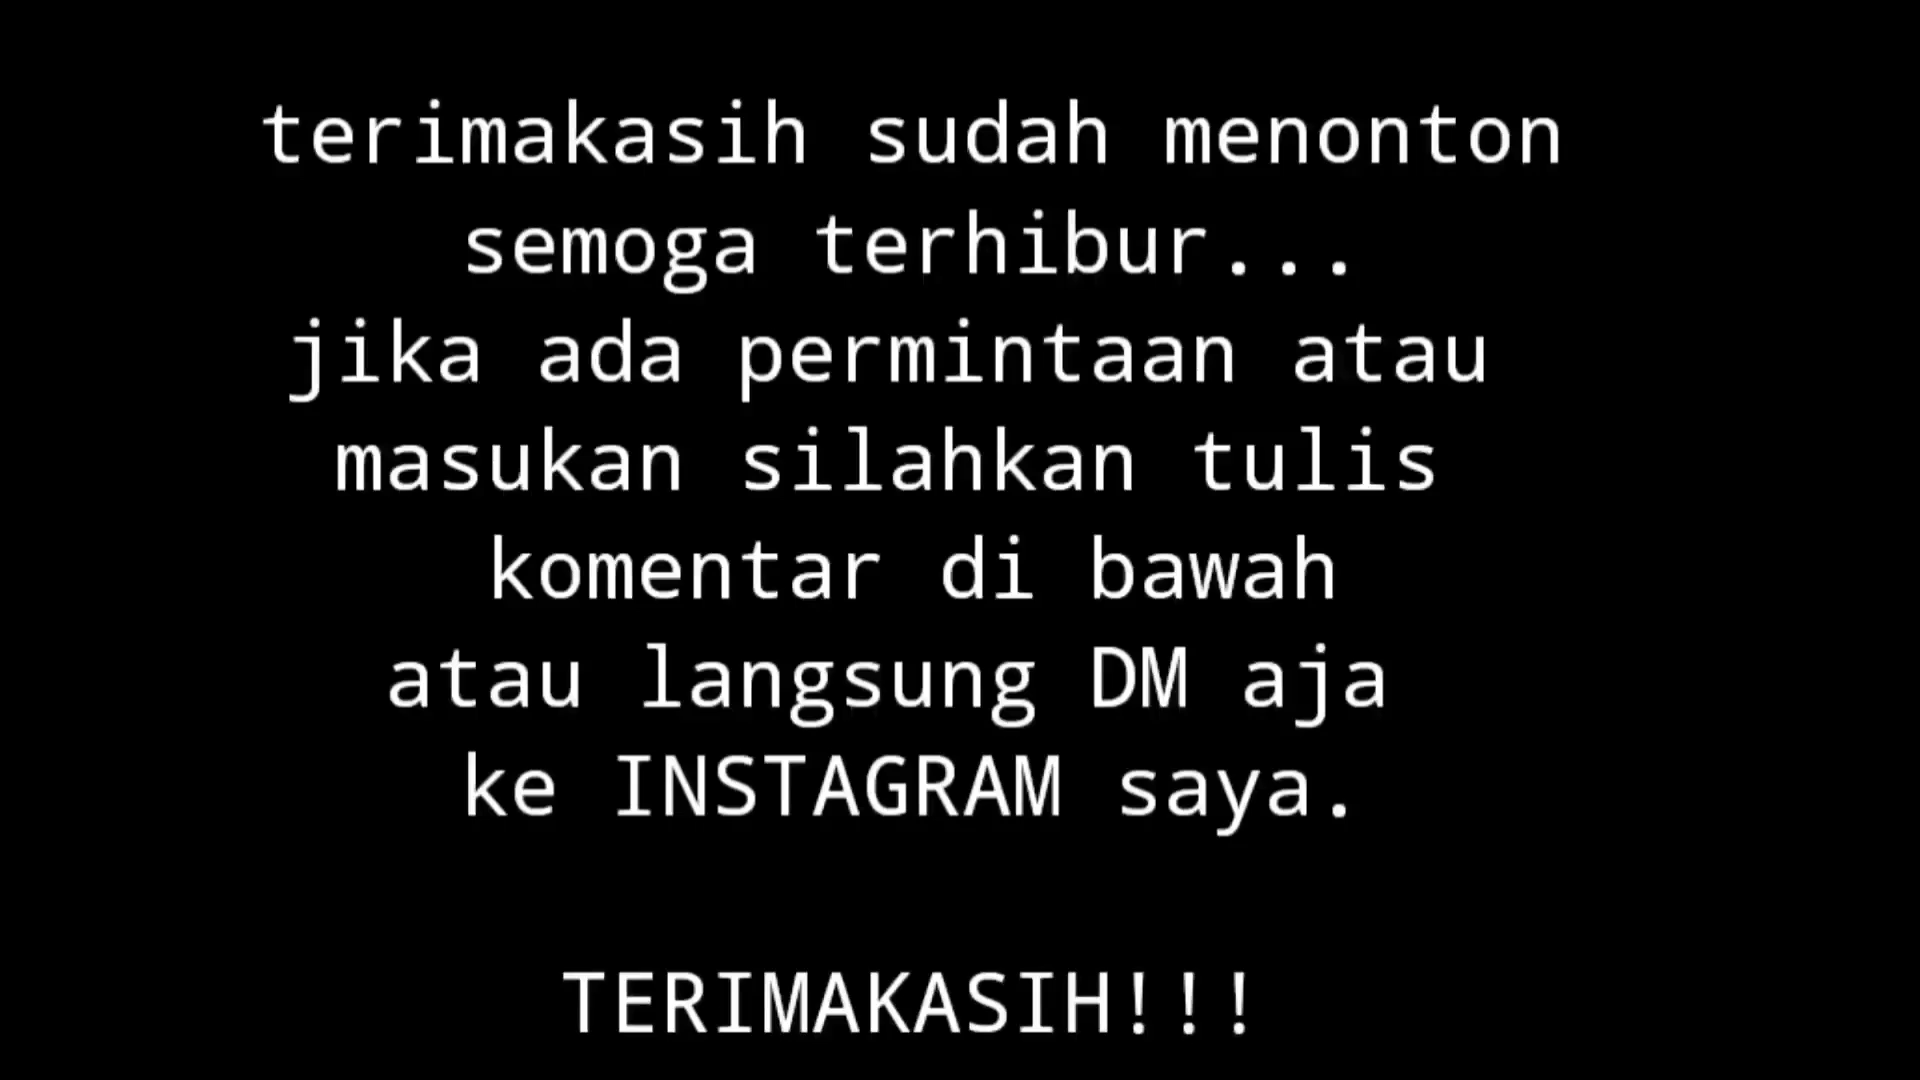 terimakasih sudah menonton
semoga terhibur...
jika ada permintaan atau
masukan silahkan tulis
komentar di bawah
atau langsung DM aja
ke INSTAGRAM saya.
TERIMAKASIH!!!